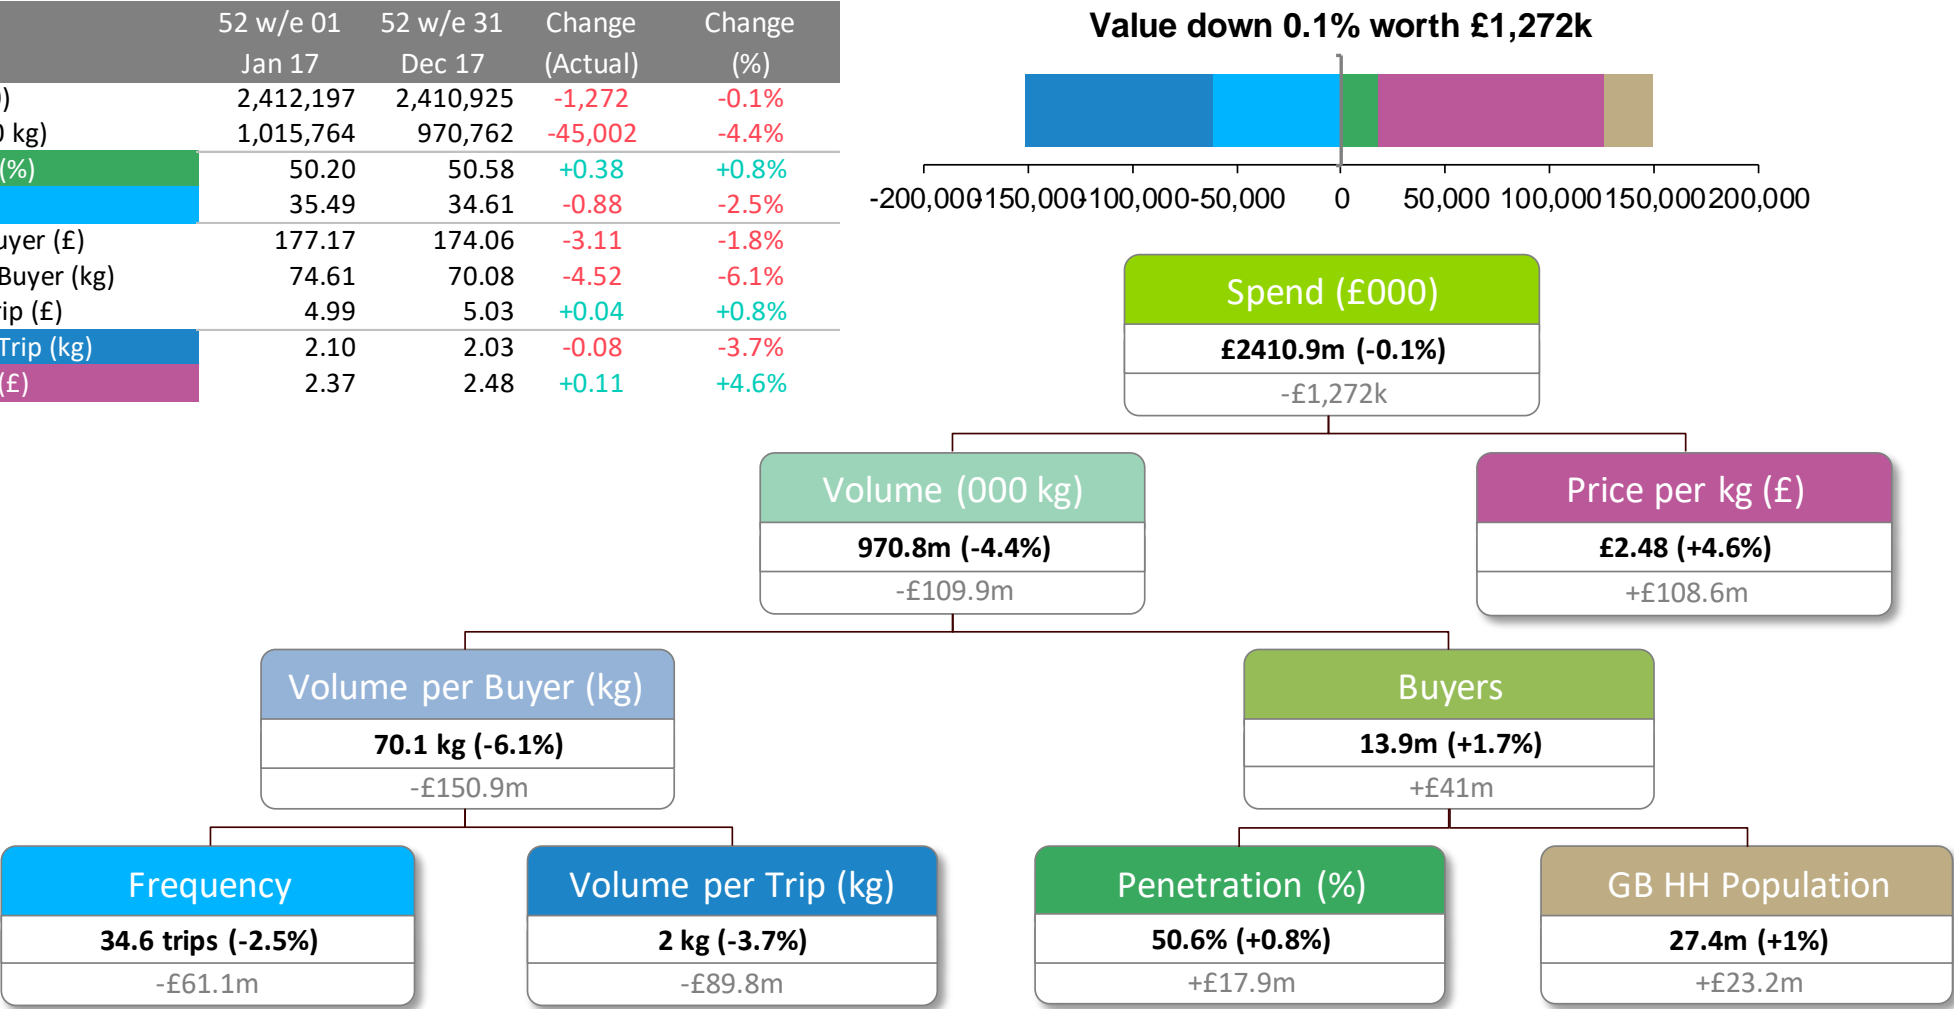 52 w/e 01 52 w/e 31 Change Change
Jan 17 Dec 17 (Actual) (%)
) 2,412,197 2,410,925 -1,272 -0.1%
kg) 1,015,764 970,762 -45,002 -4.4%
(%) 50.20 50.58 +0.38 +0.8%
35.49 34.61 -0.88 -2.5%
uyer (£) 177.17 174.06 -3.11 -1.8%
Buyer (kg) 74.61 70.08 -4.52 -6.1%
rip (£) 4.99 5.03 +0.04 +0.8%
Trip (kg) 2.10 2.03 -0.08 -3.7%
(£) 2.37 2.48 +0.11 +4.6%
Value down 0.1% worth £1,272k
-200,000 -150,000 -100,000 -50,000 0 50,000 100,000 150,000 200,000
Spend (£000)
£2410.9m (-0.1%)
-£1,272k
Volume (000 kg)
970.8m (-4.4%)
-£109.9m
Price per kg (£)
£2.48 (+4.6%)
+£108.6m
Volume per Buyer (kg)
70.1 kg (-6.1%)
-£150.9m
Buyers
13.9m (+1.7%)
+£41m
Frequency
34.6 trips (-2.5%)
-£61.1m
Volume per Trip (kg)
2 kg (-3.7%)
-£89.8m
Penetration (%)
50.6% (+0.8%)
+£17.9m
GB HH Population
27.4m (+1%)
+£23.2m